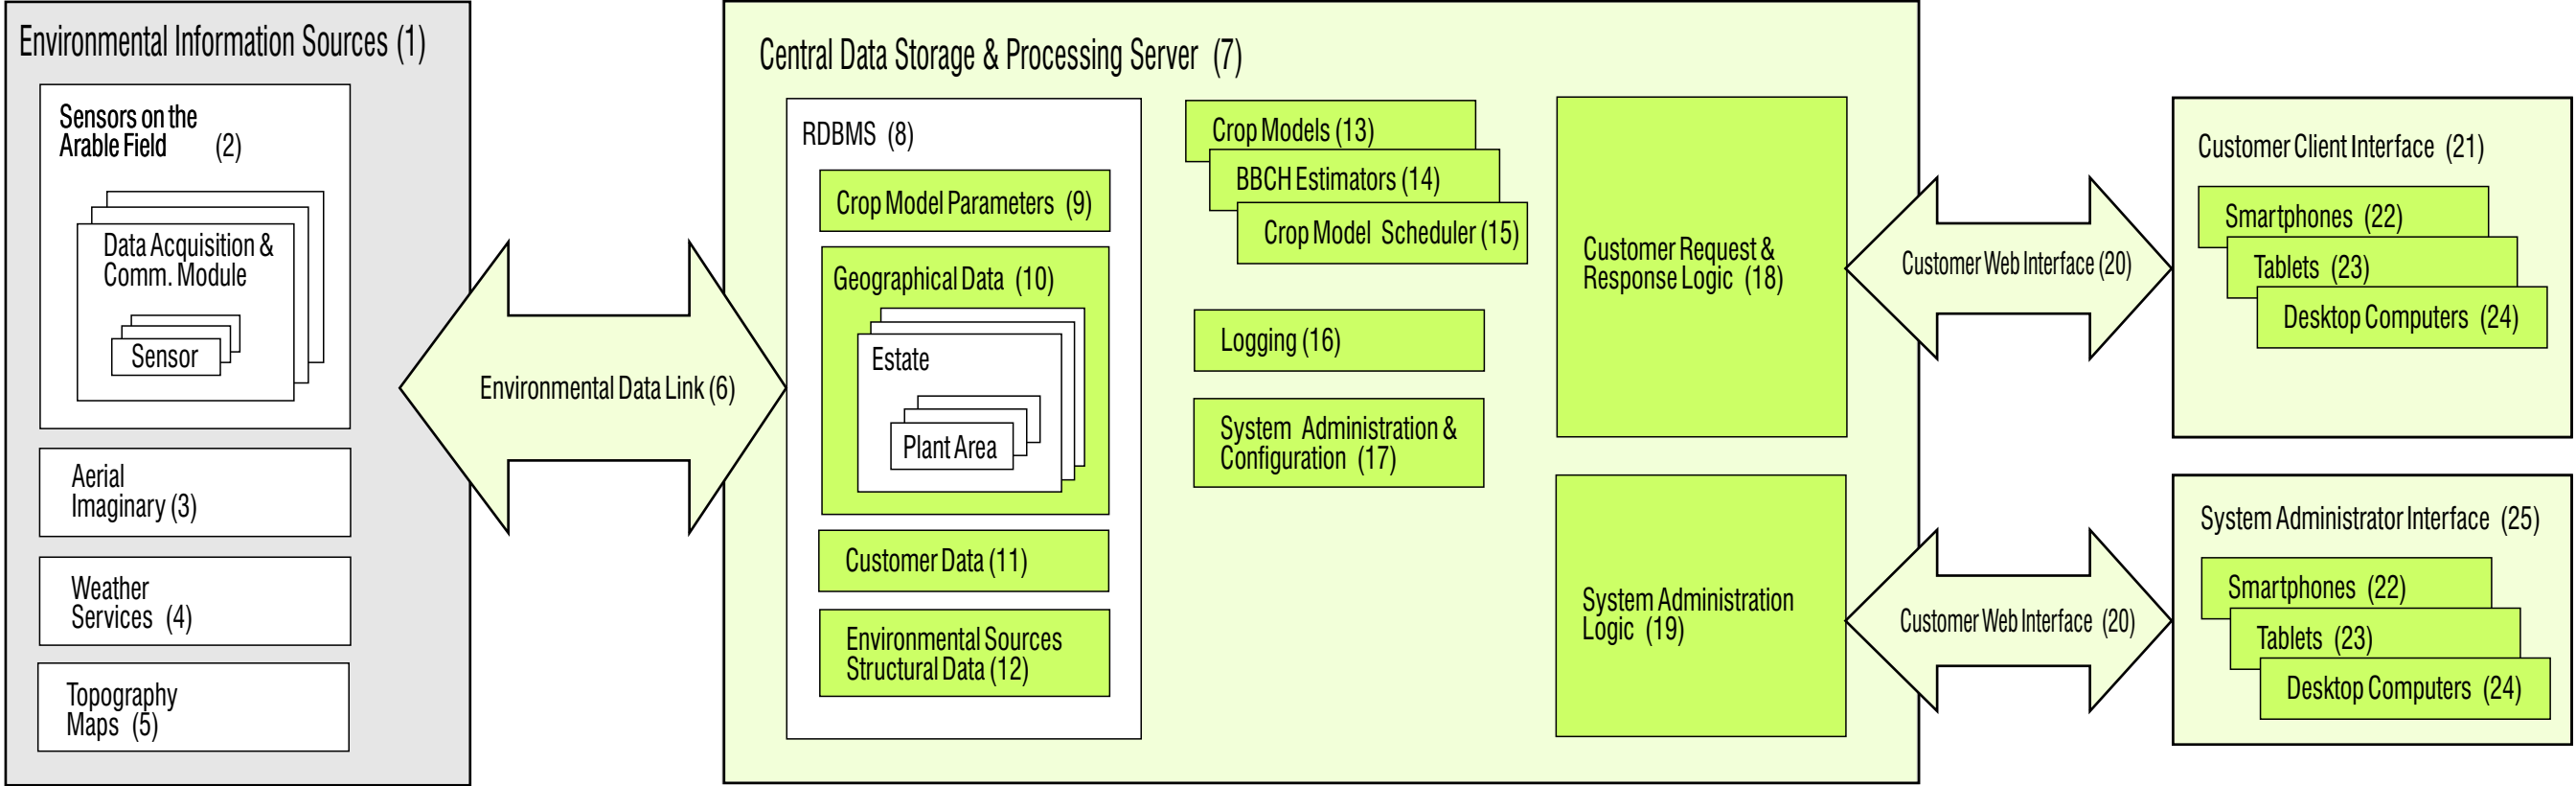 Environmental Information Sources (1)
Sensors on the
Arable Field (2)
Data Acquisition &
Comm. Module
Sensor
Aerial
Imaginary (3)
Weather
Services (4)
Topography
Maps (5)
Environmental Data Link (6)
Central Data Storage & Processing Server (7)
RDBMS (8)
Crop Model Parameters (9)
Geographical Data (10)
Estate
Plant Area
Customer Data (11)
Environmental Sources
Structural Data (12)
Crop Models (13)
BBCH Estimators (14)
Crop Model Scheduler (15)
Logging (16)
System Administration &
Configuration (17)
Customer Request &
Response Logic (18)
System Administration
Logic (19)
Customer Web Interface (20)
Customer Web Interface (20)
Customer Client Interface (21)
Smartphones (22)
Tablets (23)
Desktop Computers (24)
System Administrator Interface (25)
Smartphones (22)
Tablets (23)
Desktop Computers (24)